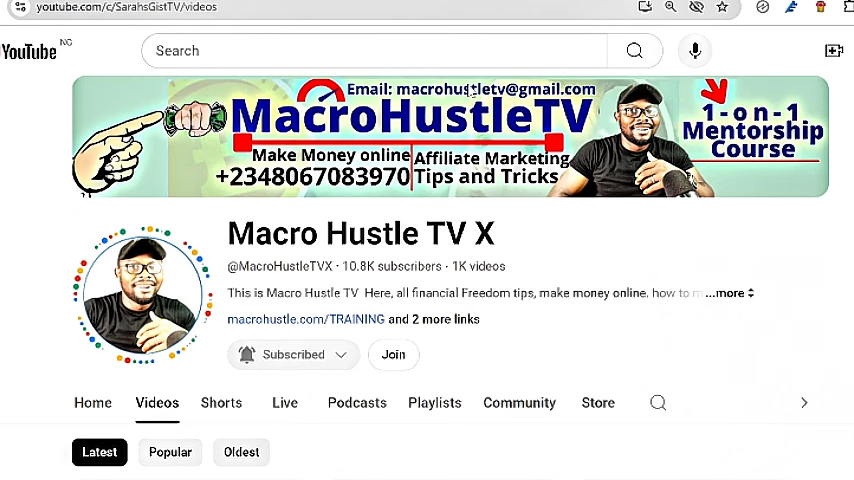 youtube.com/c/SarahsGistTV/videos
YouTube NG
Search
Email: macrohustletv@gmail.com
MacroHustleTV
Make Money online
+2348067083970
Affiliate Marketing
Tips and Tricks
1-on-1
Mentorship
Course
Macro Hustle TV X
@MacroHustleTVX · 10.8K subscribers · 1K videos
This is Macro Hustle TV Here, all financial Freedom tips, make money online, how to m ...more
macrohustle.com/TRAINING and 2 more links
Subscribed Join
Home Videos Shorts Live Podcasts Playlists Community Store
Latest Popular Oldest